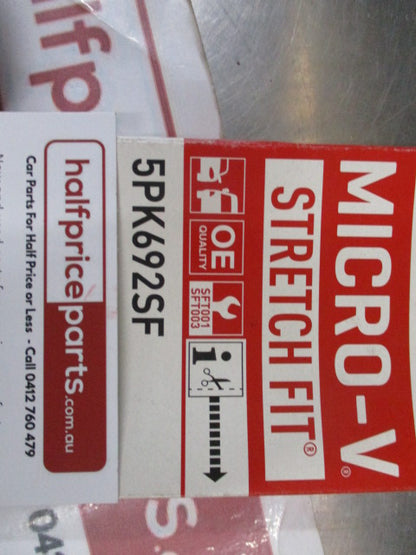 MICRO-V®
STRETCH FIT®
OE
QUALITY
SFT001
SFT003
i
5PK692SF
halfpriceparts.com.au
Car Parts For Half Price or Less - Call 0412 760 479
half
s.